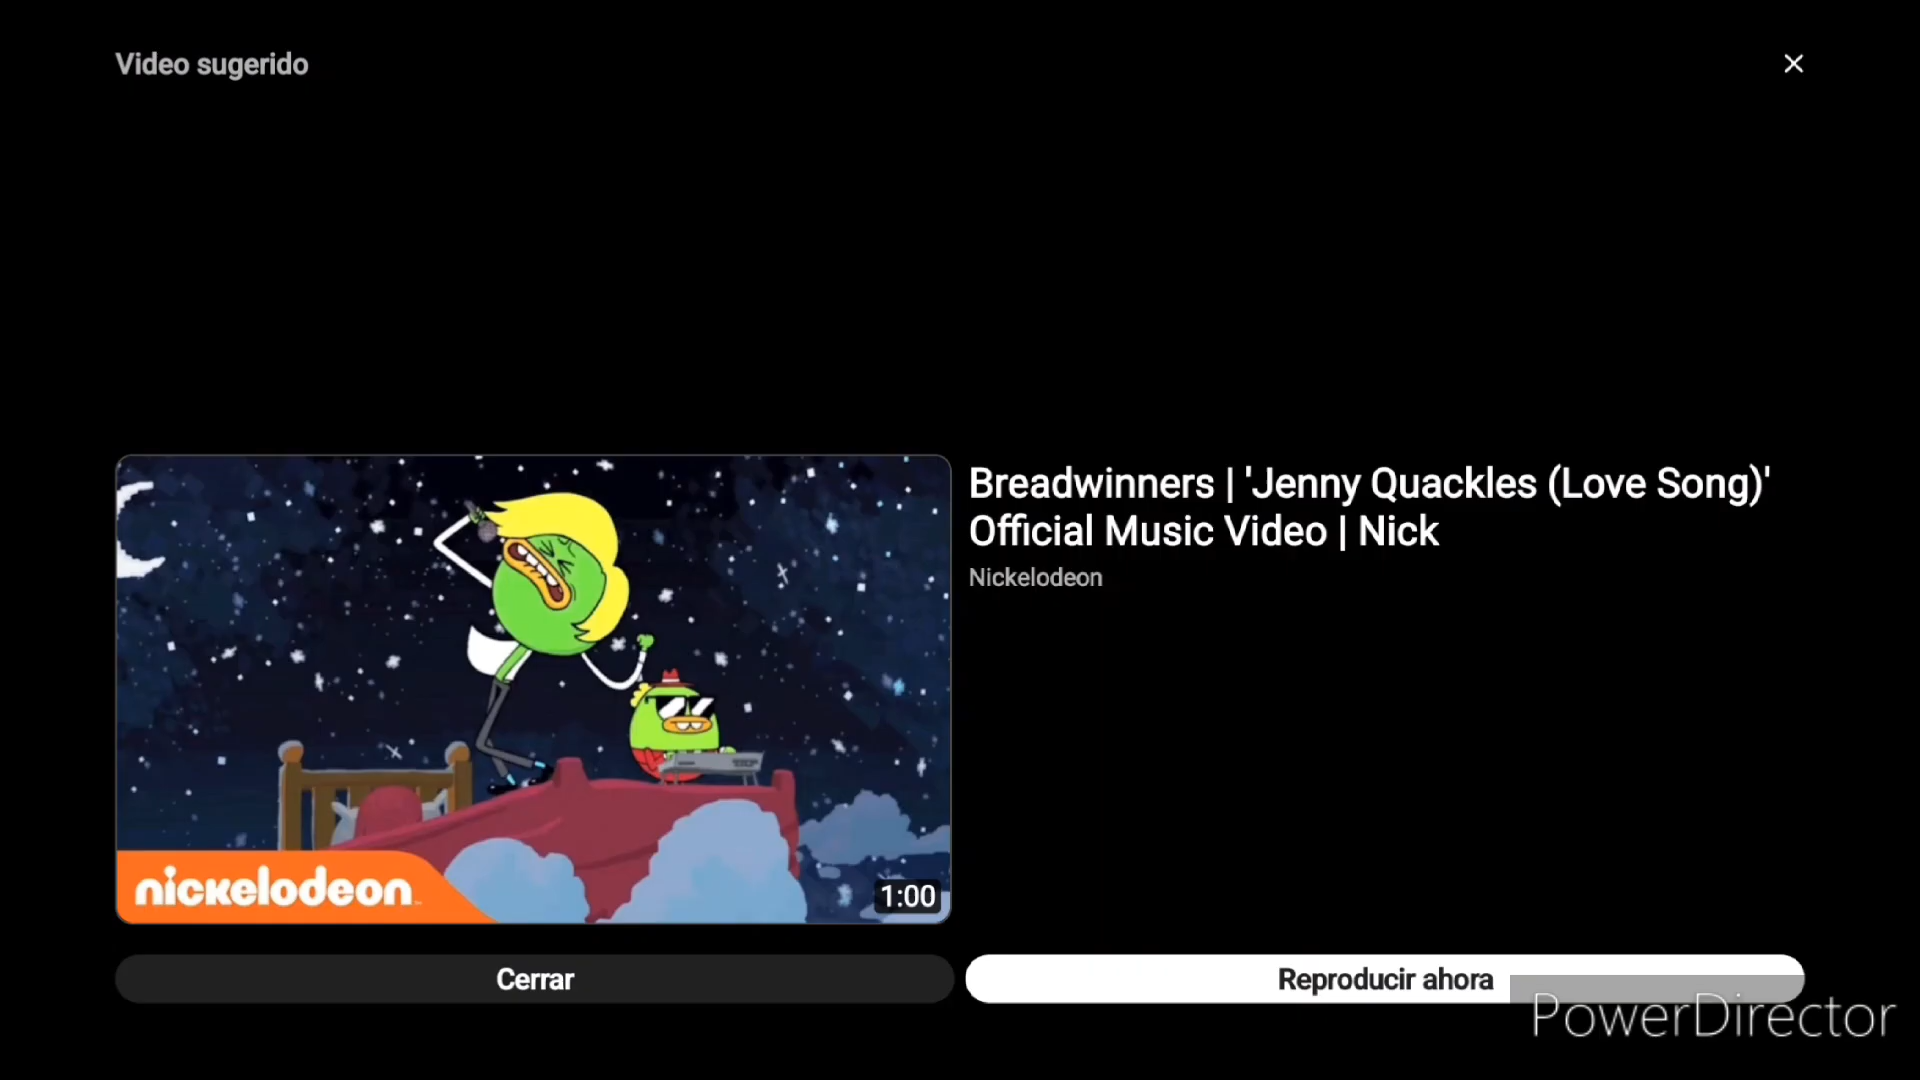 Video sugerido
Breadwinners | 'Jenny Quackles (Love Song)'
Official Music Video | Nick
Nickelodeon
nickelodeon
1:00
Cerrar
Reproducir ahora
PowerDirector